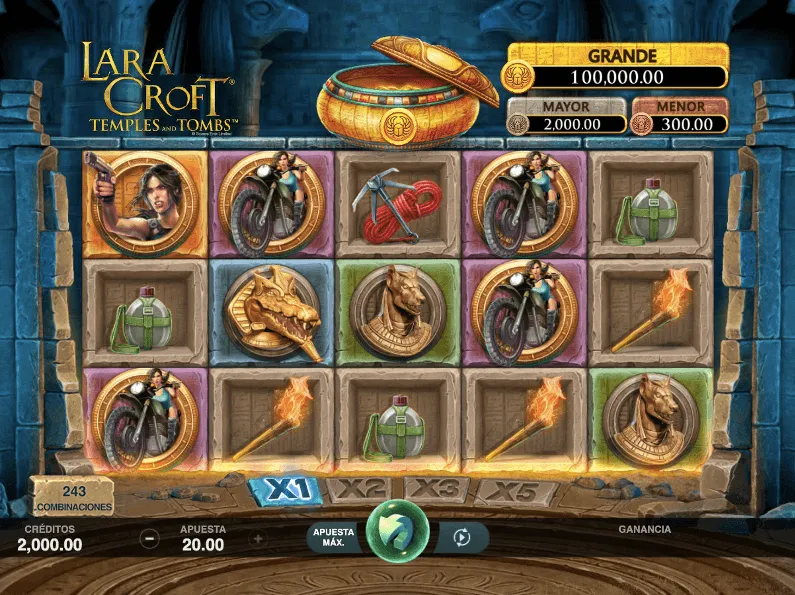 LARA
CROFT®
TEMPLES AND TOMBS™
GRANDE
100,000.00
MAYOR
2,000.00
MENOR
300.00
243
COMBINACIONES
X1 X2 X3 X5
CRÉDITOS
2,000.00
APUESTA
20.00
APUESTA
MÁX.
GANANCIA